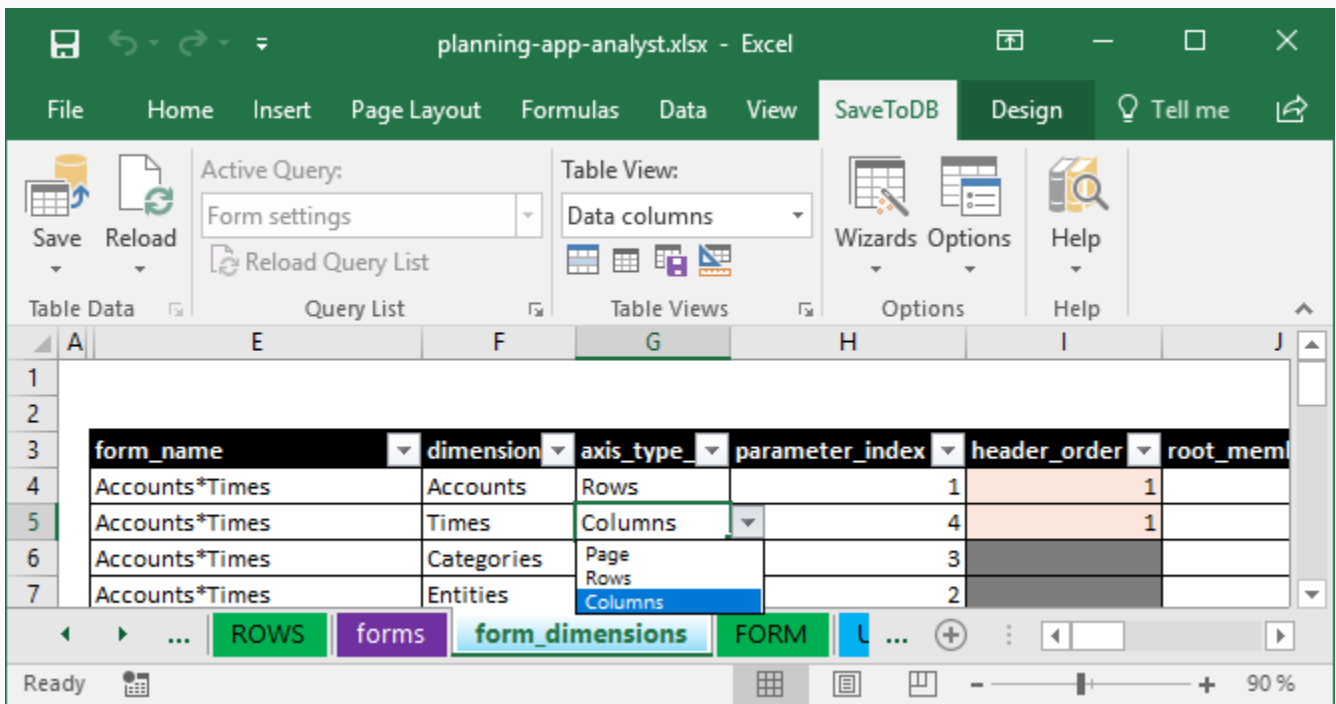 planning-app-analyst.xlsx - Excel
File Home Insert Page Layout Formulas Data View SaveToDB Design Tell me
Active Query: Table View:
Form settings Data columns
Save Reload Reload Query List Wizards Options Help
Table Data Query List Table Views Options Help
A E F G H I J
1
2
3 form_name dimension axis_type_ parameter_index header_order root_meml
4 Accounts*Times Accounts Rows 1 1
5 Accounts*Times Times Columns 4 1
6 Accounts*Times Categories Page 3
Rows
7 Accounts*Times Entities Columns 2
... ROWS forms form_dimensions FORM ...
Ready 90 %